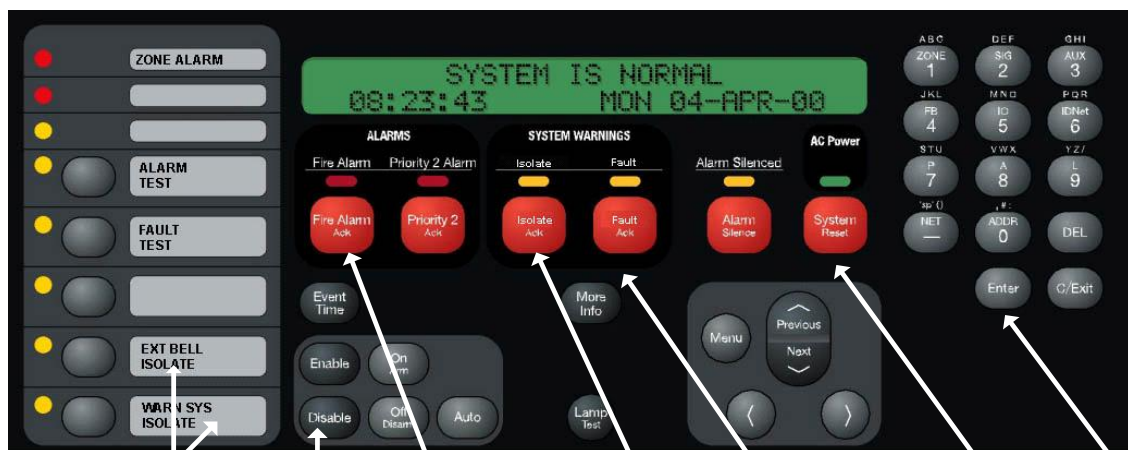 ZONE ALARM
ALARM
TEST
FAULT
TEST
EXT BELL
ISOLATE
WARN SYS
ISOLATE
SYSTEM IS NORMAL
08:23:43 MON 04-APR-00
ALARMS
SYSTEM WARNINGS
AC Power
Fire Alarm Priority 2 Alarm
Isolate Fault
Alarm Silenced
Fire Alarm
Ack
Priority 2
Ack
Isolate
Ack
Fault
Ack
Alarm
Silence
System
Reset
Event
Time
More
Info
Enable
On
Arm
Disable
Off
Disarm
Auto
Lamp
Test
Menu
Previous
Next
ABC DEF GHI
ZONE SIG AUX
1 2 3
JKL MNO PQR
FB IO IDNet
4 5 6
STU VWX YZ/
P A L
7 8 9
'sp' () , # :
NET ADDR
— 0 DEL
Enter C/Exit